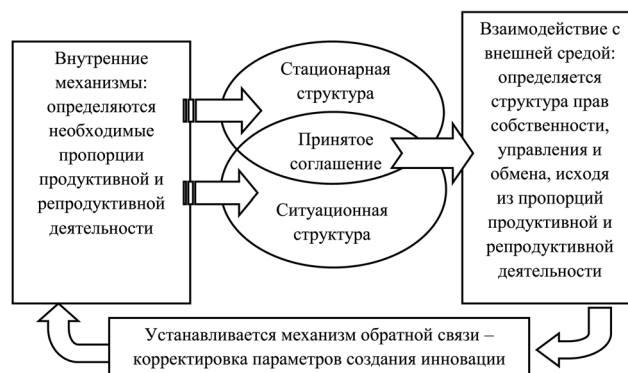 Внутренние
механизмы:
определяются
необходимые
пропорции
продуктивной и
репродуктивной
деятельности
Стационарная
структура
Принятое
соглашение
Ситуационная
структура
Взаимодействие с
внешней средой:
определяется
структура прав
собственности,
управления и
обмена, исходя
из пропорций
продуктивной и
репродуктивной
деятельности
Устанавливается механизм обратной связи –
корректировка параметров создания инновации